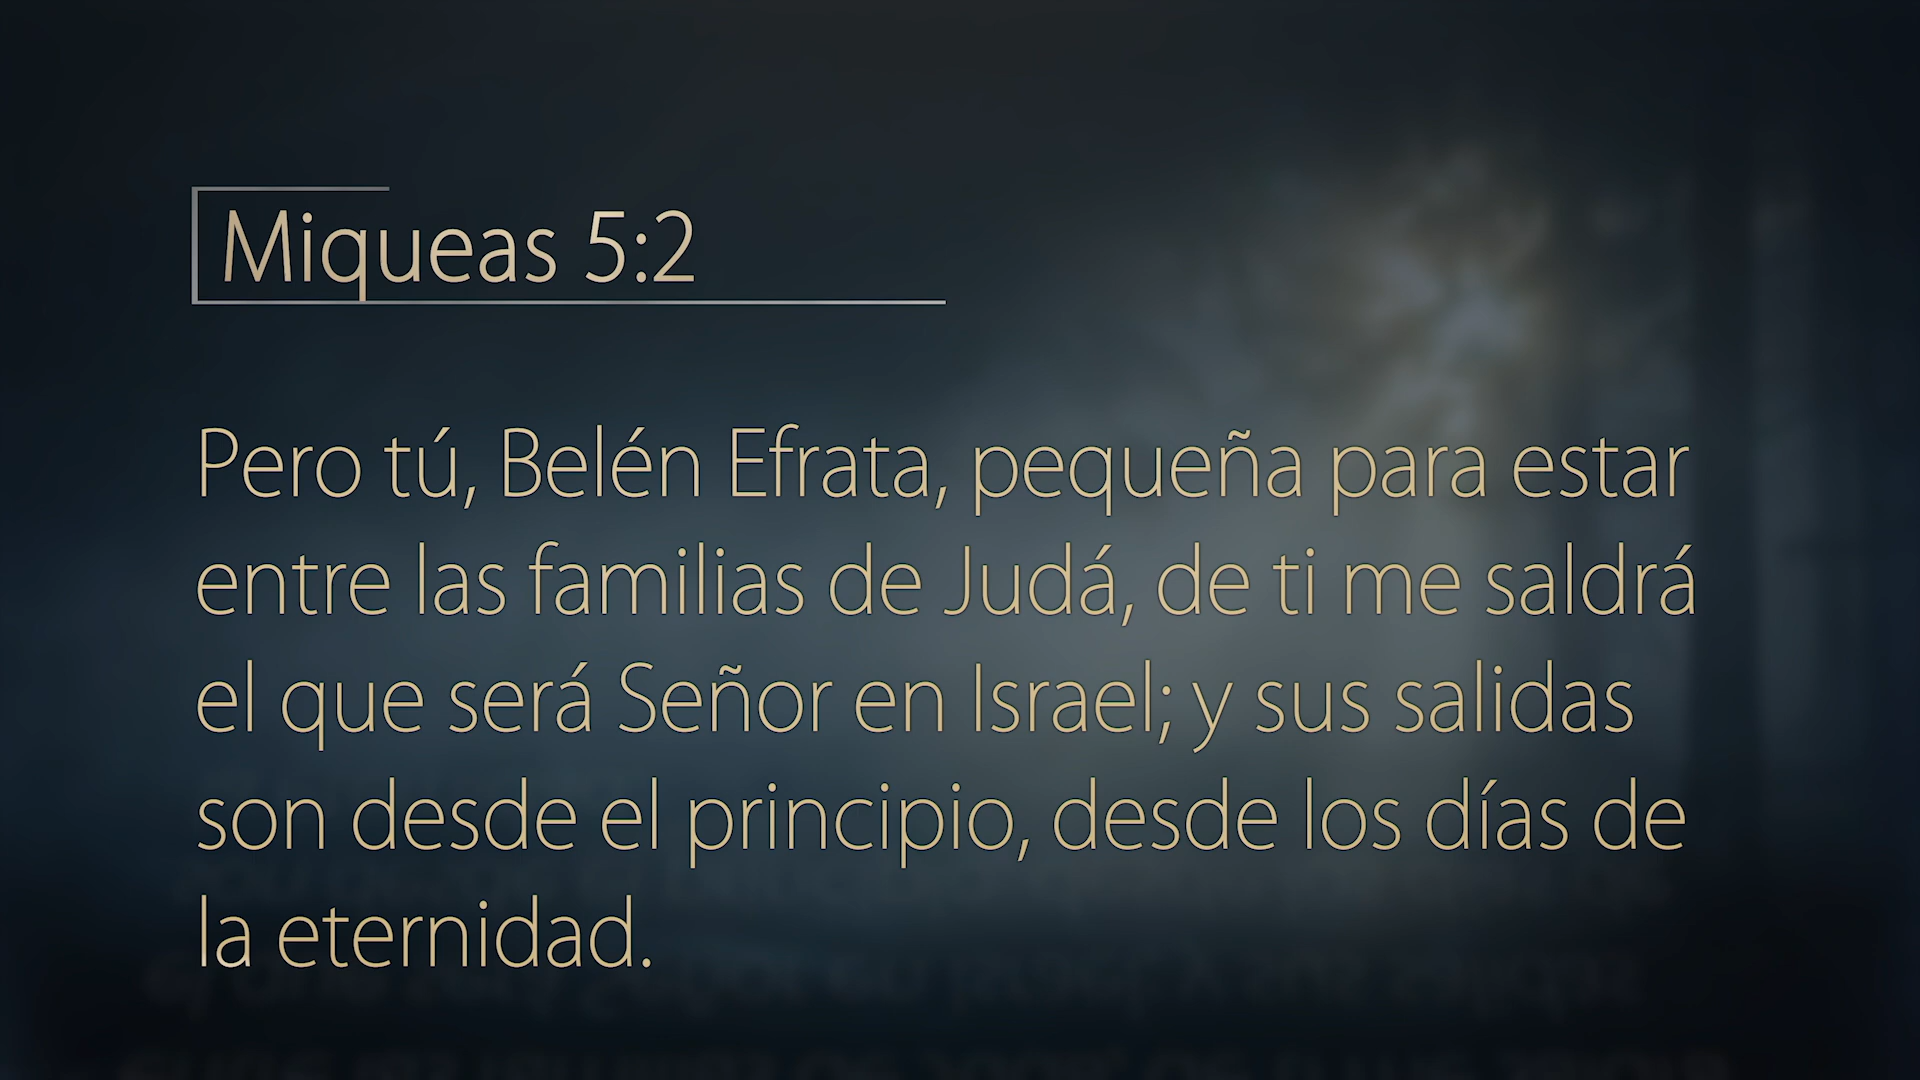 Miqueas 5:2
Pero tú, Belén Efrata, pequeña para estar
entre las familias de Judá, de ti me saldrá
el que será Señor en Israel; y sus salidas
son desde el principio, desde los días de
la eternidad.